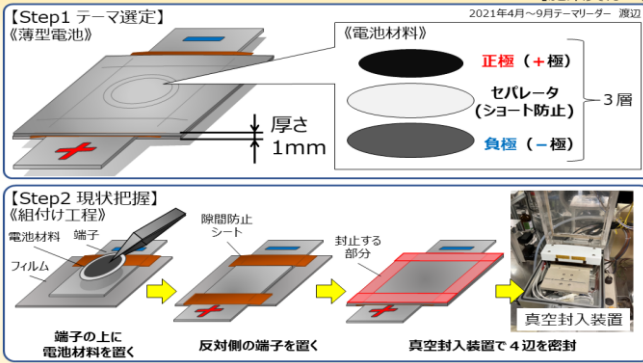 【Step1 テーマ選定】
2021年4月～9月テーマリーダー 渡辺
《薄型電池》
厚さ
1mm
《電池材料》
正極（＋極）
セパレータ
(ショート防止)
負極（－極）
３層
【Step2 現状把握】
《組付け工程》
電池材料
端子
フィルム
端子の上に
電池材料を置く
隙間防止
シート
反対側の端子を置く
封止する
部分
真空封入装置で４辺を密封
真空封入装置